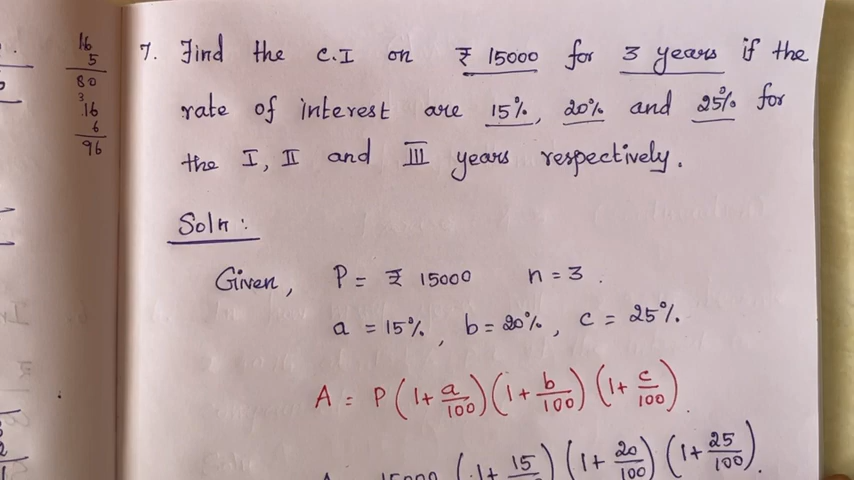 16
5
80
3
16
6
96
7. Find the C.I on ₹ 15000 for 3 years if the
rate of interest are 15%, 20% and 25% for
the I, II and III years respectively.
Soln:
Given, P = ₹ 15000 n = 3.
a = 15%, b = 20%, c = 25%.
A = P(1+a/100)(1+b/100)(1+c/100).
(1+15/ )(1+20/100)(1+25/100).